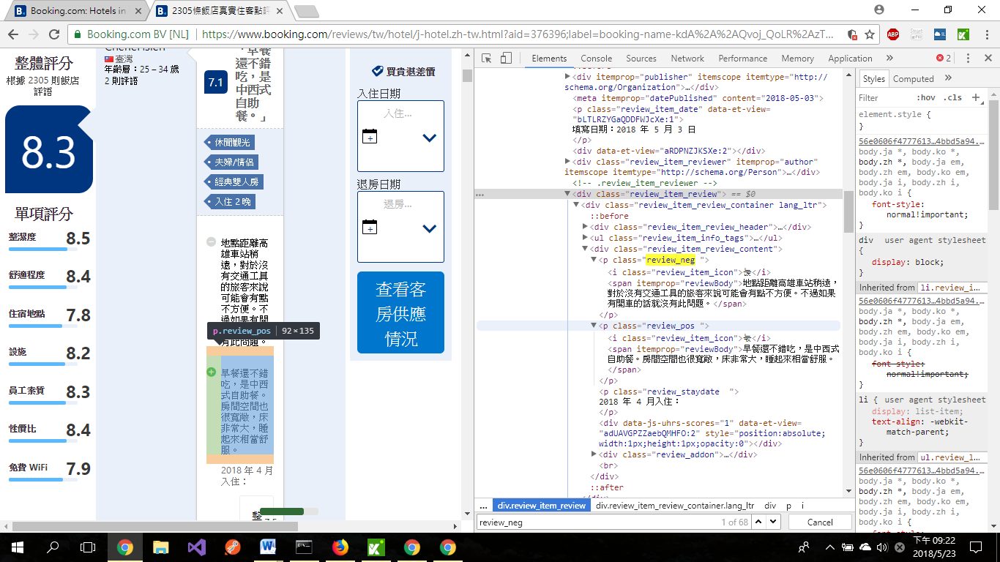 Booking.com: Hotels in
2305條飯店真實住客評
Booking.com BV [NL]
https://www.booking.com/reviews/tw/hotel/j-hotel.zh-tw.html?aid=376396;label=booking-name-kdA%2A%2AQvoj_QoLR%2AzT...
整體評分
根據 2305 則飯店
評語
8.3
單項評分
整潔度 8.5
舒適程度 8.4
住宿地點 7.8
設施 8.2
員工素質 8.3
性價比 8.4
免費 WiFi 7.9
臺灣
年齡層：25 – 34 歲
2 則評語
7.1
「早餐
還不錯
吃，是
中西式
自助
餐。」
休閒觀光
夫婦/情侶
經典雙人房
入住 2 晚
地點距離高
雄車站稍
遠，對於沒
有交通工具
的旅客來說
可能會有點
不方便。不
過如果有開
有此問題。
p.review_pos 92×135
早餐還不錯
吃，是中西
式自助餐。
房間空間也
很寬敞，床
非常大，睡
起來相當舒
服。
2018 年 4 月
入住：
買貴退差價
入住日期
入住...
退房日期
退房...
查看客
房供應
情況
Elements Console Sources Network Performance Memory Application » 2
<div itemprop="publisher" itemscope itemtype="http://
schema.org/Organization">…</div>
<meta itemprop="datePublished" content="2018-05-03">
<p class="review_item_date" data-et-view=
"bLTLRZYGaQDDFWJcXe:1">
填寫日期：2018 年 5 月 3 日
</p>
<div data-et-view="aRDPNZJKSXe:2"></div>
<div class="review_item_reviewer" itemprop="author"
itemscope itemtype="http://schema.org/Person">…</div>
<!-- .review_item_reviewer -->
<div class="review_item_review"> == $0
<div class="review_item_review_container lang_ltr">
::before
<div class="review_item_review_header">…</div>
<ul class="review_item_info_tags">…</ul>
<div class="review_item_review_content">
<p class="review_neg ">
<i class="review_item_icon">눉</i>
<span itemprop="reviewBody">地點距離高雄車站稍遠，
對於沒有交通工具的旅客來說可能會有點不方便。不過如果
有開車的話就沒有此問題。</span>
</p>
<p class="review_pos ">
<i class="review_item_icon">눇</i>
<span itemprop="reviewBody">早餐還不錯吃，是中西式
自助餐。房間空間也很寬敞，床非常大，睡起來相當舒服。
</span>
</p>
<p class="review_staydate  ">
2018 年 4 月入住：
</p>
<div data-js-uhrs-scores="1" data-et-view=
"adUAVGPZZaebQMHFO:2" style="position:absolute;
width:1px;height:1px;opacity:0"></div>
<div class="review_addon">…</div>
<br>
</div>
::after
... div.review_item_review div.review_item_review_container.lang_ltr div p i
review_neg 1 of 68 Cancel
Styles Computed »
Filter :hov .cls +
element.style {
}
56e0606f4777613…4bbd5a94.…
body.ja *, body.ko *,
body.zh *, body.ja em,
body.zh em, body.ko em,
body.ja i, body.zh i,
body.ko i {
font-style:
normal!important;
}
div user agent stylesheet
{
display: block;
}
Inherited from li.review_i…
56e0606f4777613…4bbd5a94.…
body.ja *, body.ko *,
body.zh *, body.ja em,
body.zh em, body.ko em,
body.ja i, body.zh i,
body.ko i {
font-style:
normal!important;
}
li { user agent stylesheet
display: list-item;
text-align: -webkit-
match-parent;
}
Inherited from ul.review_l…
56e0606f4777613…4bbd5a94.…
body.ja *, body.ko *,
body.zh *, body.ja em,
body.zh em, body.ko em,
body.ja i, body.zh i,
body.ko i {
下午 09:22
2018/5/23